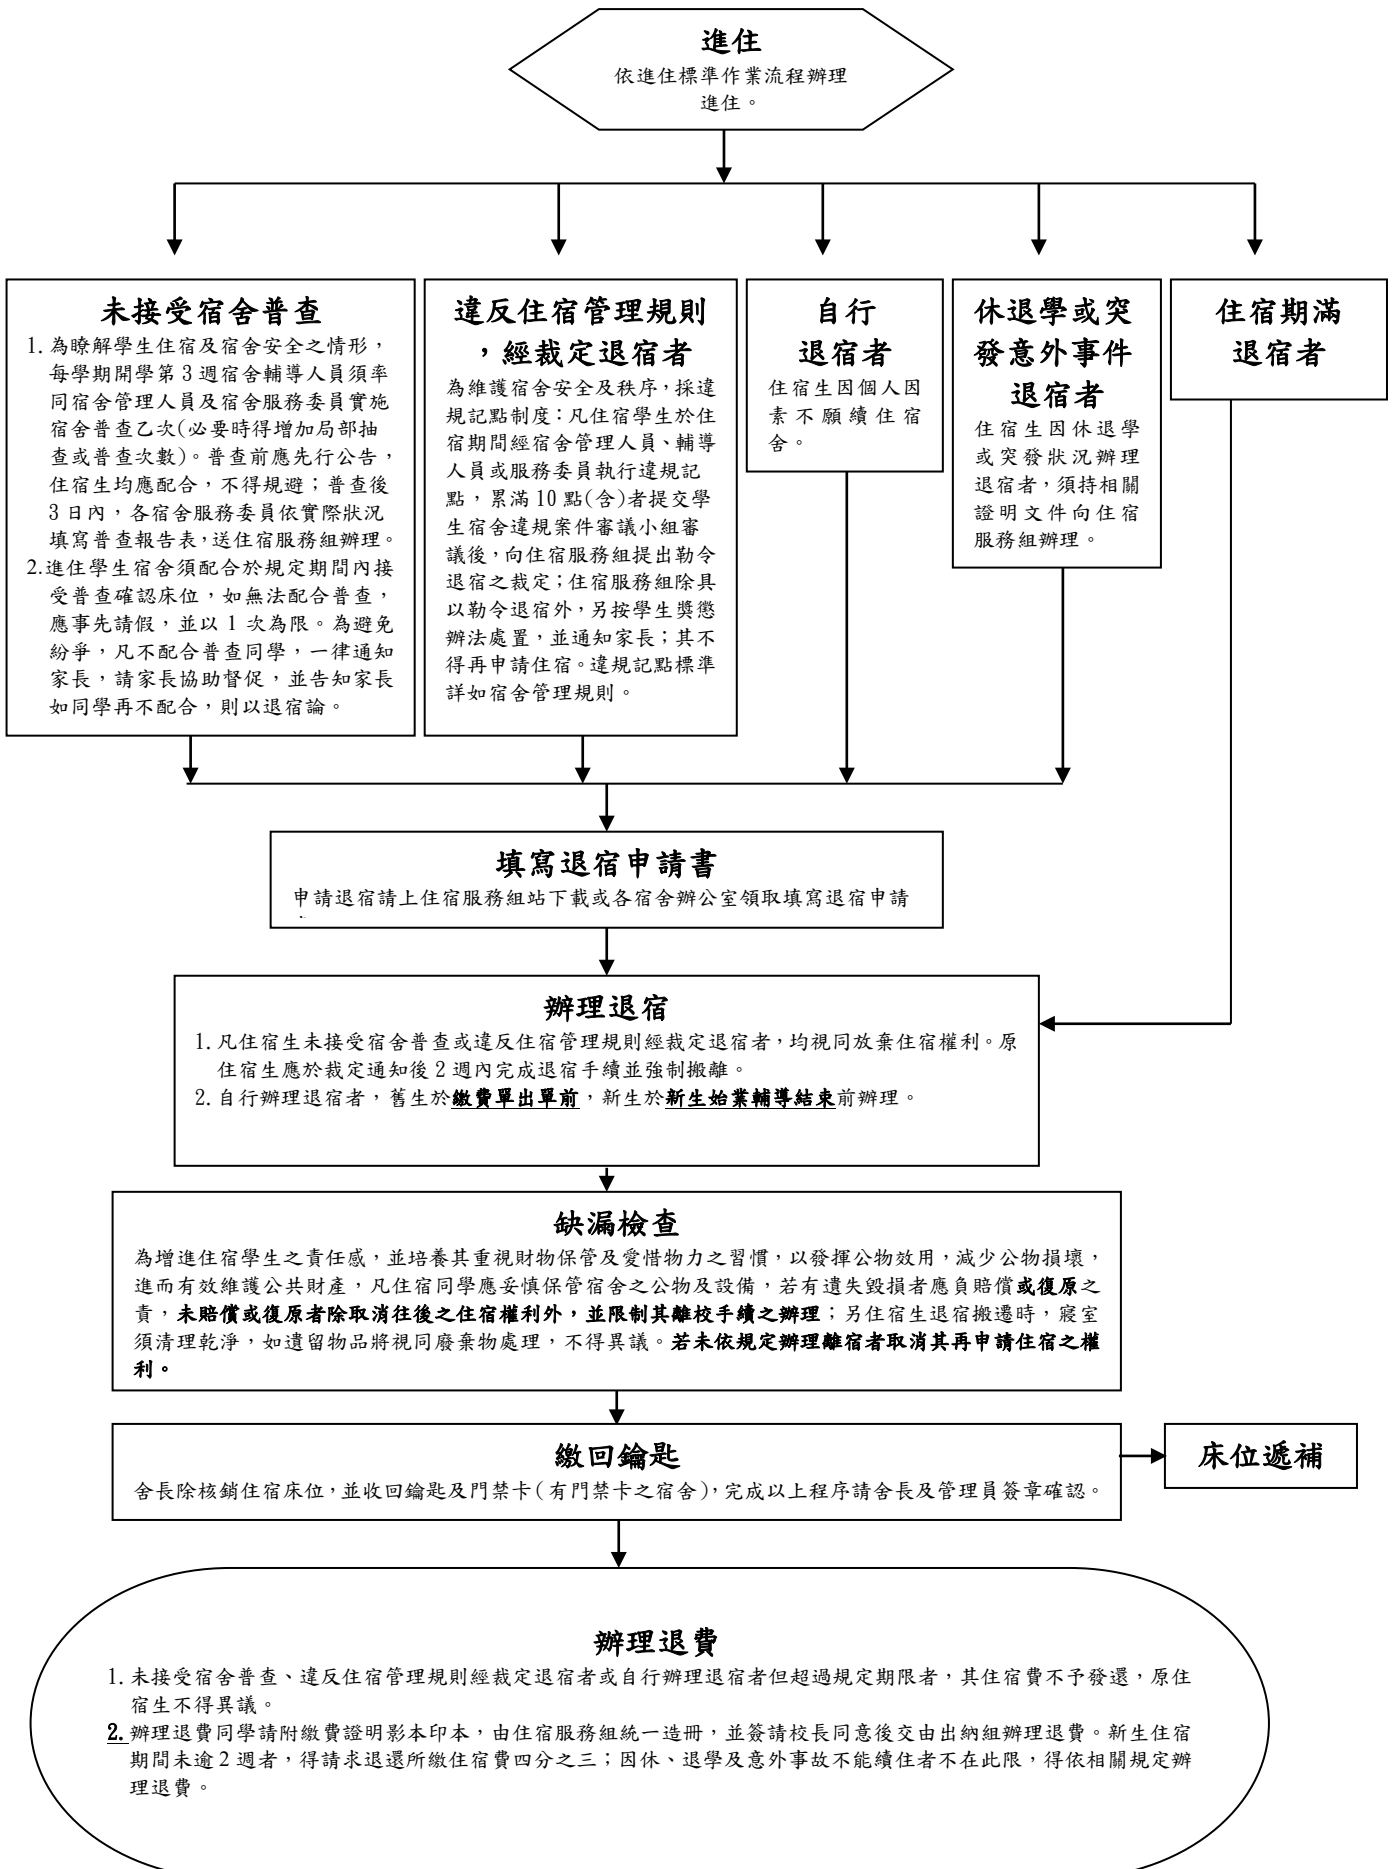 進住
依進住標準作業流程辦理
進住。
未接受宿舍普查
1.為瞭解學生住宿及宿舍安全之情形，
每學期開學第3週宿舍輔導人員須率
同宿舍管理人員及宿舍服務委員實施
宿舍普查乙次(必要時得增加局部抽
查或普查次數)。普查前應先行公告，
住宿生均應配合，不得規避；普查後
3日內，各宿舍服務委員依實際狀況
填寫普查報告表，送住宿服務組辦理。
2.進住學生宿舍須配合於規定期間內接
受普查確認床位，如無法配合普查，
應事先請假，並以1次為限。為避免
紛爭，凡不配合普查同學，一律通知
家長，請家長協助督促，並告知家長
如同學再不配合，則以退宿論。
違反住宿管理規則
，經裁定退宿者
為維護宿舍安全及秩序，採違
規記點制度：凡住宿學生於住
宿期間經宿舍管理人員、輔導
人員或服務委員執行違規記
點，累滿10點(含)者提交學
生宿舍違規案件審議小組審
議後，向住宿服務組提出勒令
退宿之裁定；住宿服務組除具
以勒令退宿外，另按學生獎懲
辦法處置，並通知家長；其不
得再申請住宿。違規記點標準
詳如宿舍管理規則。
自行
退宿者
住宿生因個人因
素不願續住宿
舍。
休退學或突
發意外事件
退宿者
住宿生因休退學
或突發狀況辦理
退宿者，須持相關
證明文件向住宿
服務組辦理。
住宿期滿
退宿者
填寫退宿申請書
申請退宿請上住宿服務組站下載或各宿舍辦公室領取填寫退宿申請
辦理退宿
1.凡住宿生未接受宿舍普查或違反住宿管理規則經裁定退宿者，均視同放棄住宿權利。原
住宿生應於裁定通知後2週內完成退宿手續並強制搬離。
2.自行辦理退宿者，舊生於繳費單出單前，新生於新生始業輔導結束前辦理。
缺漏檢查
為增進住宿學生之責任感，並培養其重視財物保管及愛惜物力之習慣，以發揮公物效用，減少公物損壞，
進而有效維護公共財產，凡住宿同學應妥慎保管宿舍之公物及設備，若有遺失毀損者應負賠償或復原之
責，未賠償或復原者除取消往後之住宿權利外，並限制其離校手續之辦理；另住宿生退宿搬遷時，寢室
須清理乾淨，如遺留物品將視同廢棄物處理，不得異議。若未依規定辦理離宿者取消其再申請住宿之權
利。
繳回鑰匙
舍長除核銷住宿床位，並收回鑰匙及門禁卡(有門禁卡之宿舍)，完成以上程序請舍長及管理員簽章確認。
床位遞補
辦理退費
1.未接受宿舍普查、違反住宿管理規則經裁定退宿者或自行辦理退宿者但超過規定期限者，其住宿費不予發還，原住
宿生不得異議。
2.辦理退費同學請附繳費證明影本印本，由住宿服務組統一造冊，並簽請校長同意後交由出納組辦理退費。新生住宿
期間未逾2週者，得請求退還所繳住宿費四分之三；因休、退學及意外事故不能續住者不在此限，得依相關規定辦
理退費。